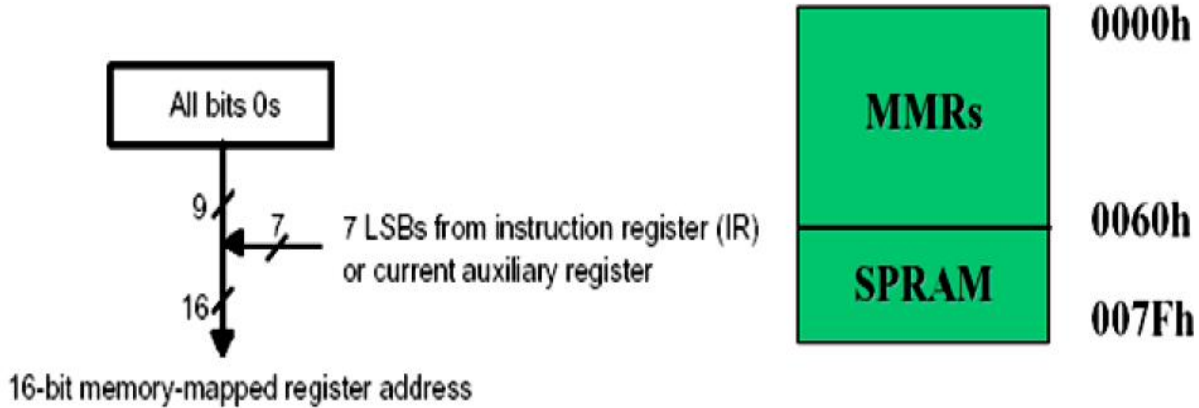 All bits 0s
9
7
7 LSBs from instruction register (IR)
or current auxiliary register
16
16-bit memory-mapped register address
0000h
MMRs
0060h
SPRAM
007Fh